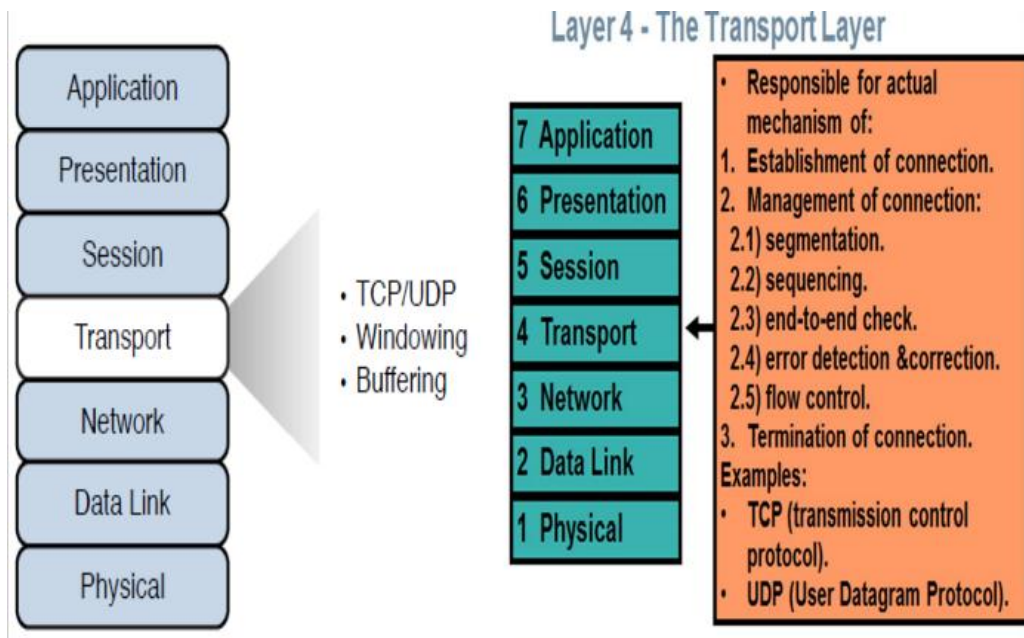 Layer 4 - The Transport Layer
Application
Presentation
Session
Transport
Network
Data Link
Physical
• TCP/UDP
• Windowing
• Buffering
7 Application
6 Presentation
5 Session
4 Transport
3 Network
2 Data Link
1 Physical
• Responsible for actual
mechanism of:
1. Establishment of connection.
2. Management of connection:
2.1) segmentation.
2.2) sequencing.
2.3) end-to-end check.
2.4) error detection &correction.
2.5) flow control.
3. Termination of connection.
Examples:
• TCP (transmission control
protocol).
• UDP (User Datagram Protocol).